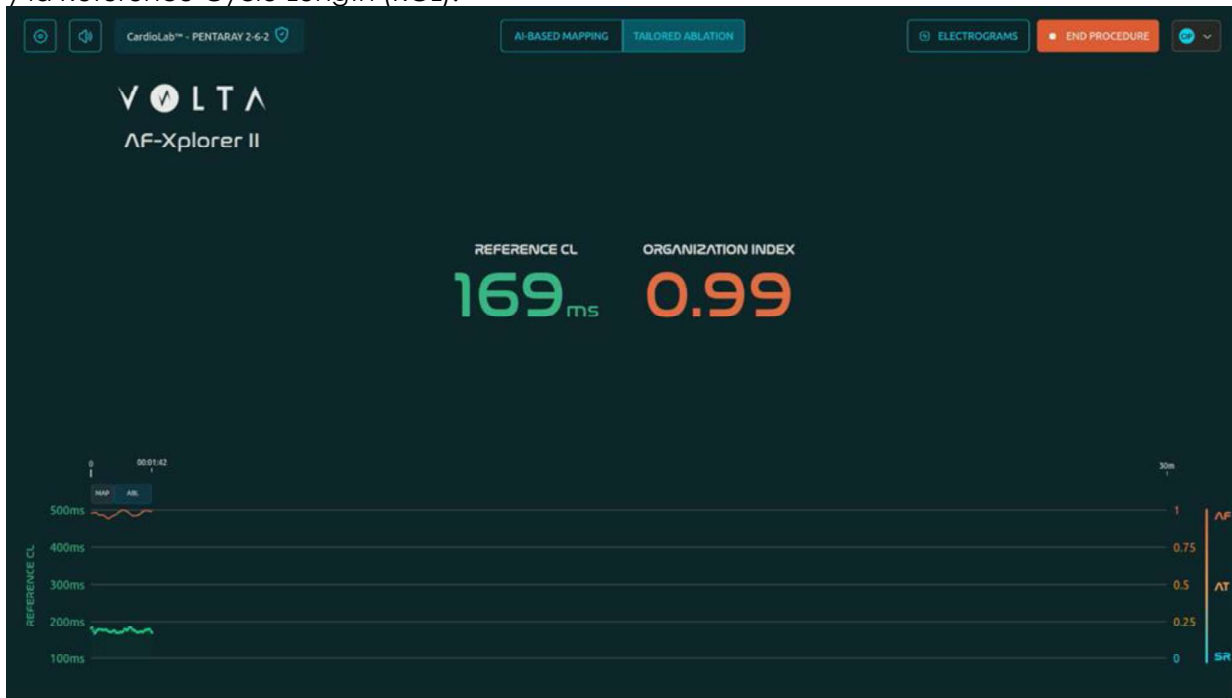 y la Reference Cycle Length (RCL).
CardioLab™ - PENTARAY 2-6-2
AI-BASED MAPPING
TAILORED ABLATION
ELECTROGRAMS
END PROCEDURE
VOLTA
AF-Xplorer II
REFERENCE CL
ORGANIZATION INDEX
169 ms
0.99
0
00:01:42
30m
MAP
ABL
500ms
1
AF
400ms
0.75
300ms
0.5
AT
200ms
0.25
100ms
0
SR
REFERENCE CL